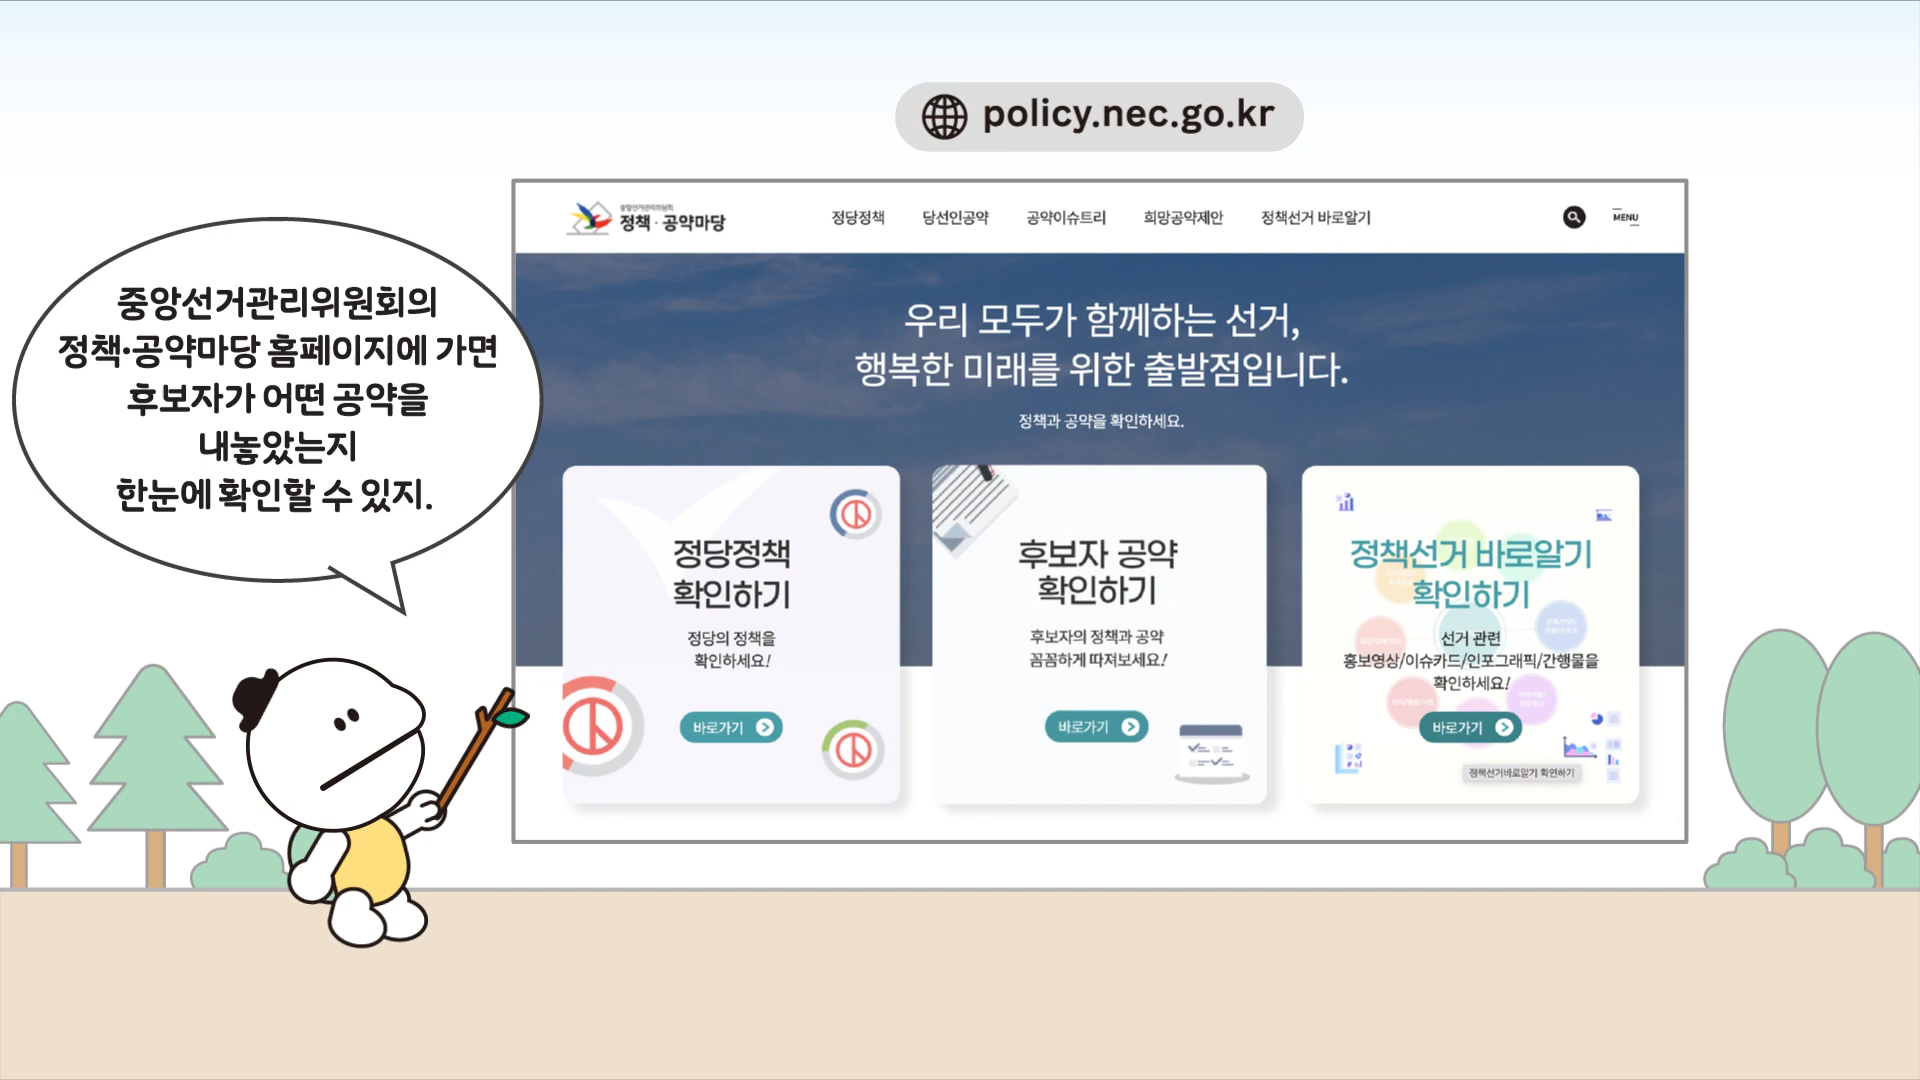 policy.nec.go.kr
중앙선거관리위원회의
정책·공약마당 홈페이지에 가면
후보자가 어떤 공약을
내놓았는지
한눈에 확인할 수 있지.
중앙선거관리위원회
정책·공약마당
정당정책 당선인공약 공약이슈트리 희망공약제안 정책선거 바로알기
MENU
우리 모두가 함께하는 선거,
행복한 미래를 위한 출발점입니다.
정책과 공약을 확인하세요.
정당정책
확인하기
정당의 정책을
확인하세요!
바로가기
후보자 공약
확인하기
후보자의 정책과 공약
꼼꼼하게 따져보세요!
바로가기
정책선거 바로알기
확인하기
선거 관련
홍보영상/이슈카드/인포그래픽/간행물을
확인하세요!
바로가기
정책선거바로알기 확인하기